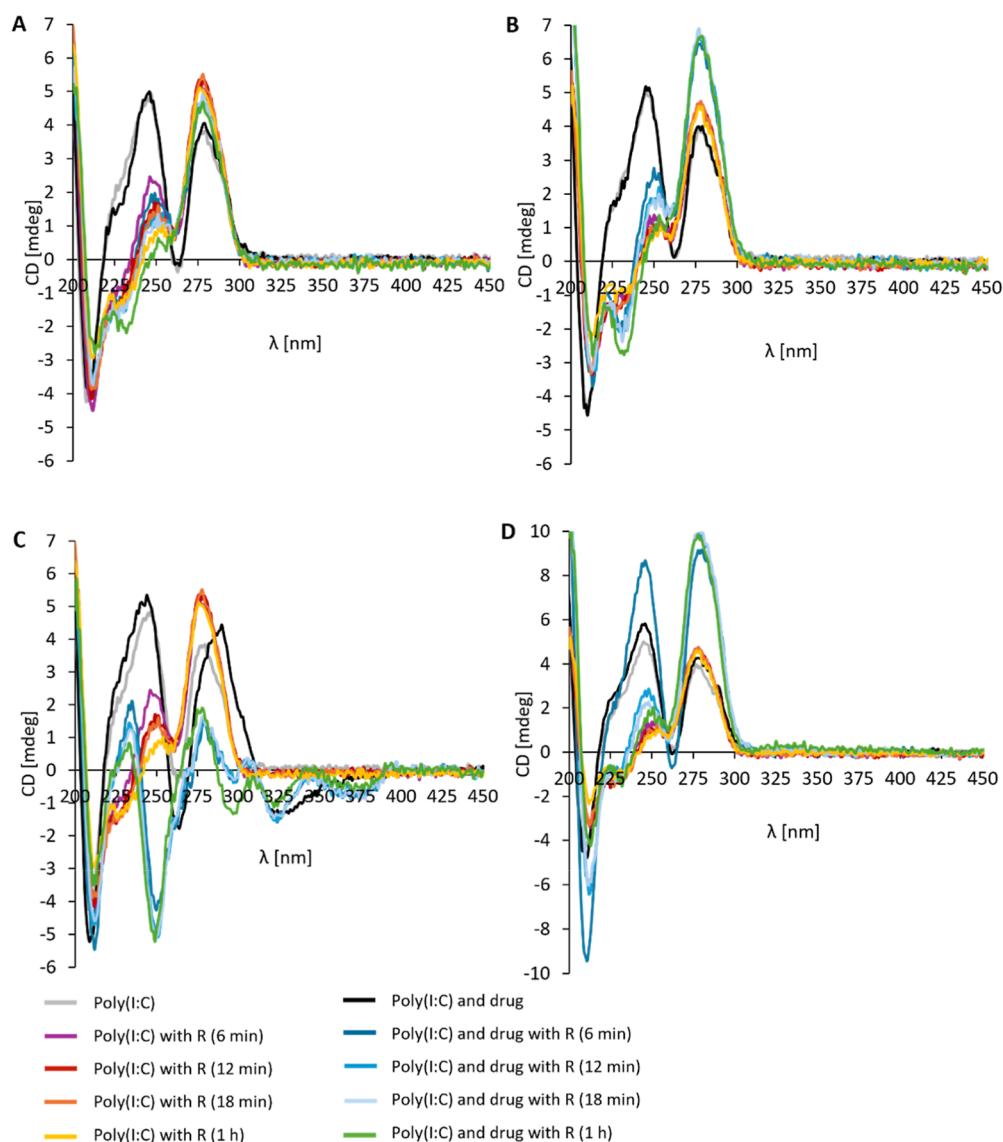 A
B
7
6
5
4
3
2
1
0
-1
-2
-3
-4
-5
-6
CD [mdeg]
200 225 250 275 300 325 350 375 400 425 450
λ [nm]
7
6
5
4
3
2
1
0
-1
-2
-3
-4
-5
-6
CD [mdeg]
200 225 250 275 300 325 350 375 400 425 450
λ [nm]
C
D
7
6
5
4
3
2
1
0
-1
-2
-3
-4
-5
-6
CD [mdeg]
200 225 250 275 300 325 350 375 400 425 450
λ [nm]
10
8
6
4
2
0
-2
-4
-6
-8
-10
CD [mdeg]
200 225 250 275 300 325 350 375 400 425 450
λ [nm]
Poly(I:C)
Poly(I:C) and drug
Poly(I:C) with R (6 min)
Poly(I:C) and drug with R (6 min)
Poly(I:C) with R (12 min)
Poly(I:C) and drug with R (12 min)
Poly(I:C) with R (18 min)
Poly(I:C) and drug with R (18 min)
Poly(I:C) with R (1 h)
Poly(I:C) and drug with R (1 h)